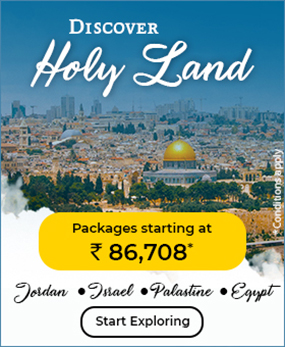 DISCOVER
Holy Land
*Conditions apply
Packages starting at
₹ 86,708*
Jordan • Israel • Palastine • Egypt
Start Exploring